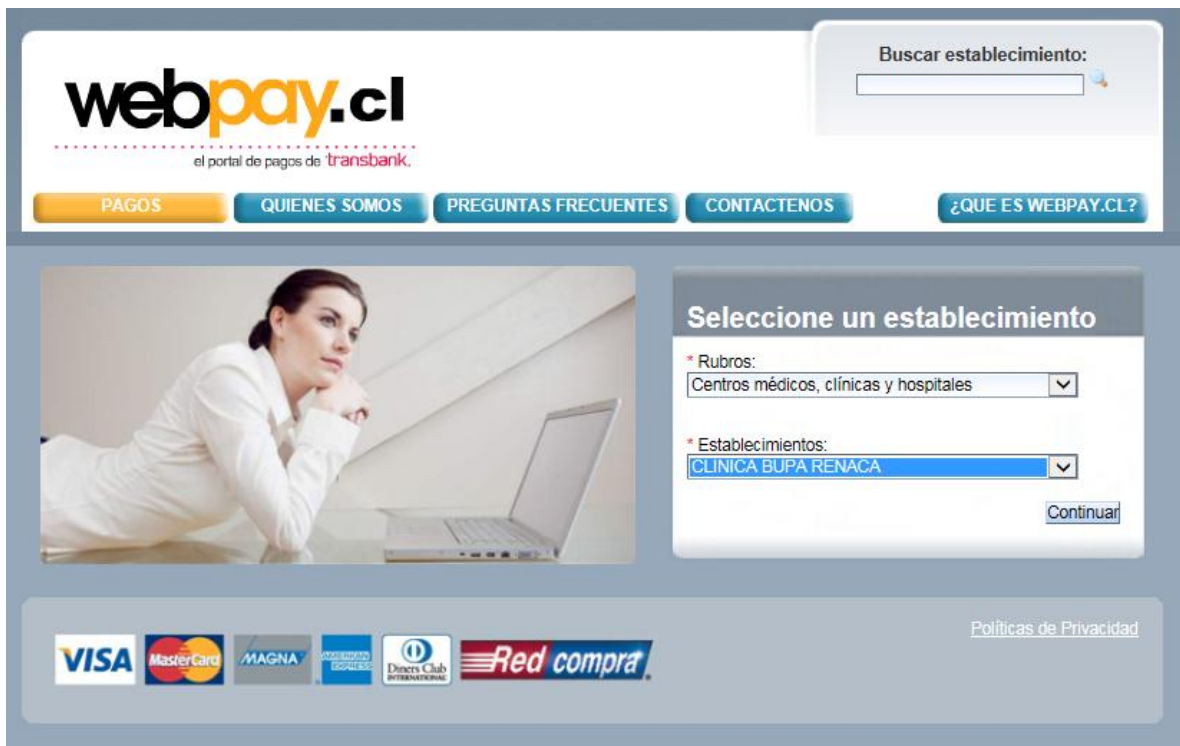 Buscar establecimiento:
webpay.cl
el portal de pagos de transbank.
PAGOS
QUIENES SOMOS
PREGUNTAS FRECUENTES
CONTACTENOS
¿QUE ES WEBPAY.CL?
Seleccione un establecimiento
* Rubros:
Centros médicos, clínicas y hospitales
* Establecimientos:
CLINICA BUPA RENACA
Continuar
Políticas de Privacidad
VISA
MasterCard
MAGNA
AMERICAN
EXPRESS
Diners Club
INTERNATIONAL
Red compra